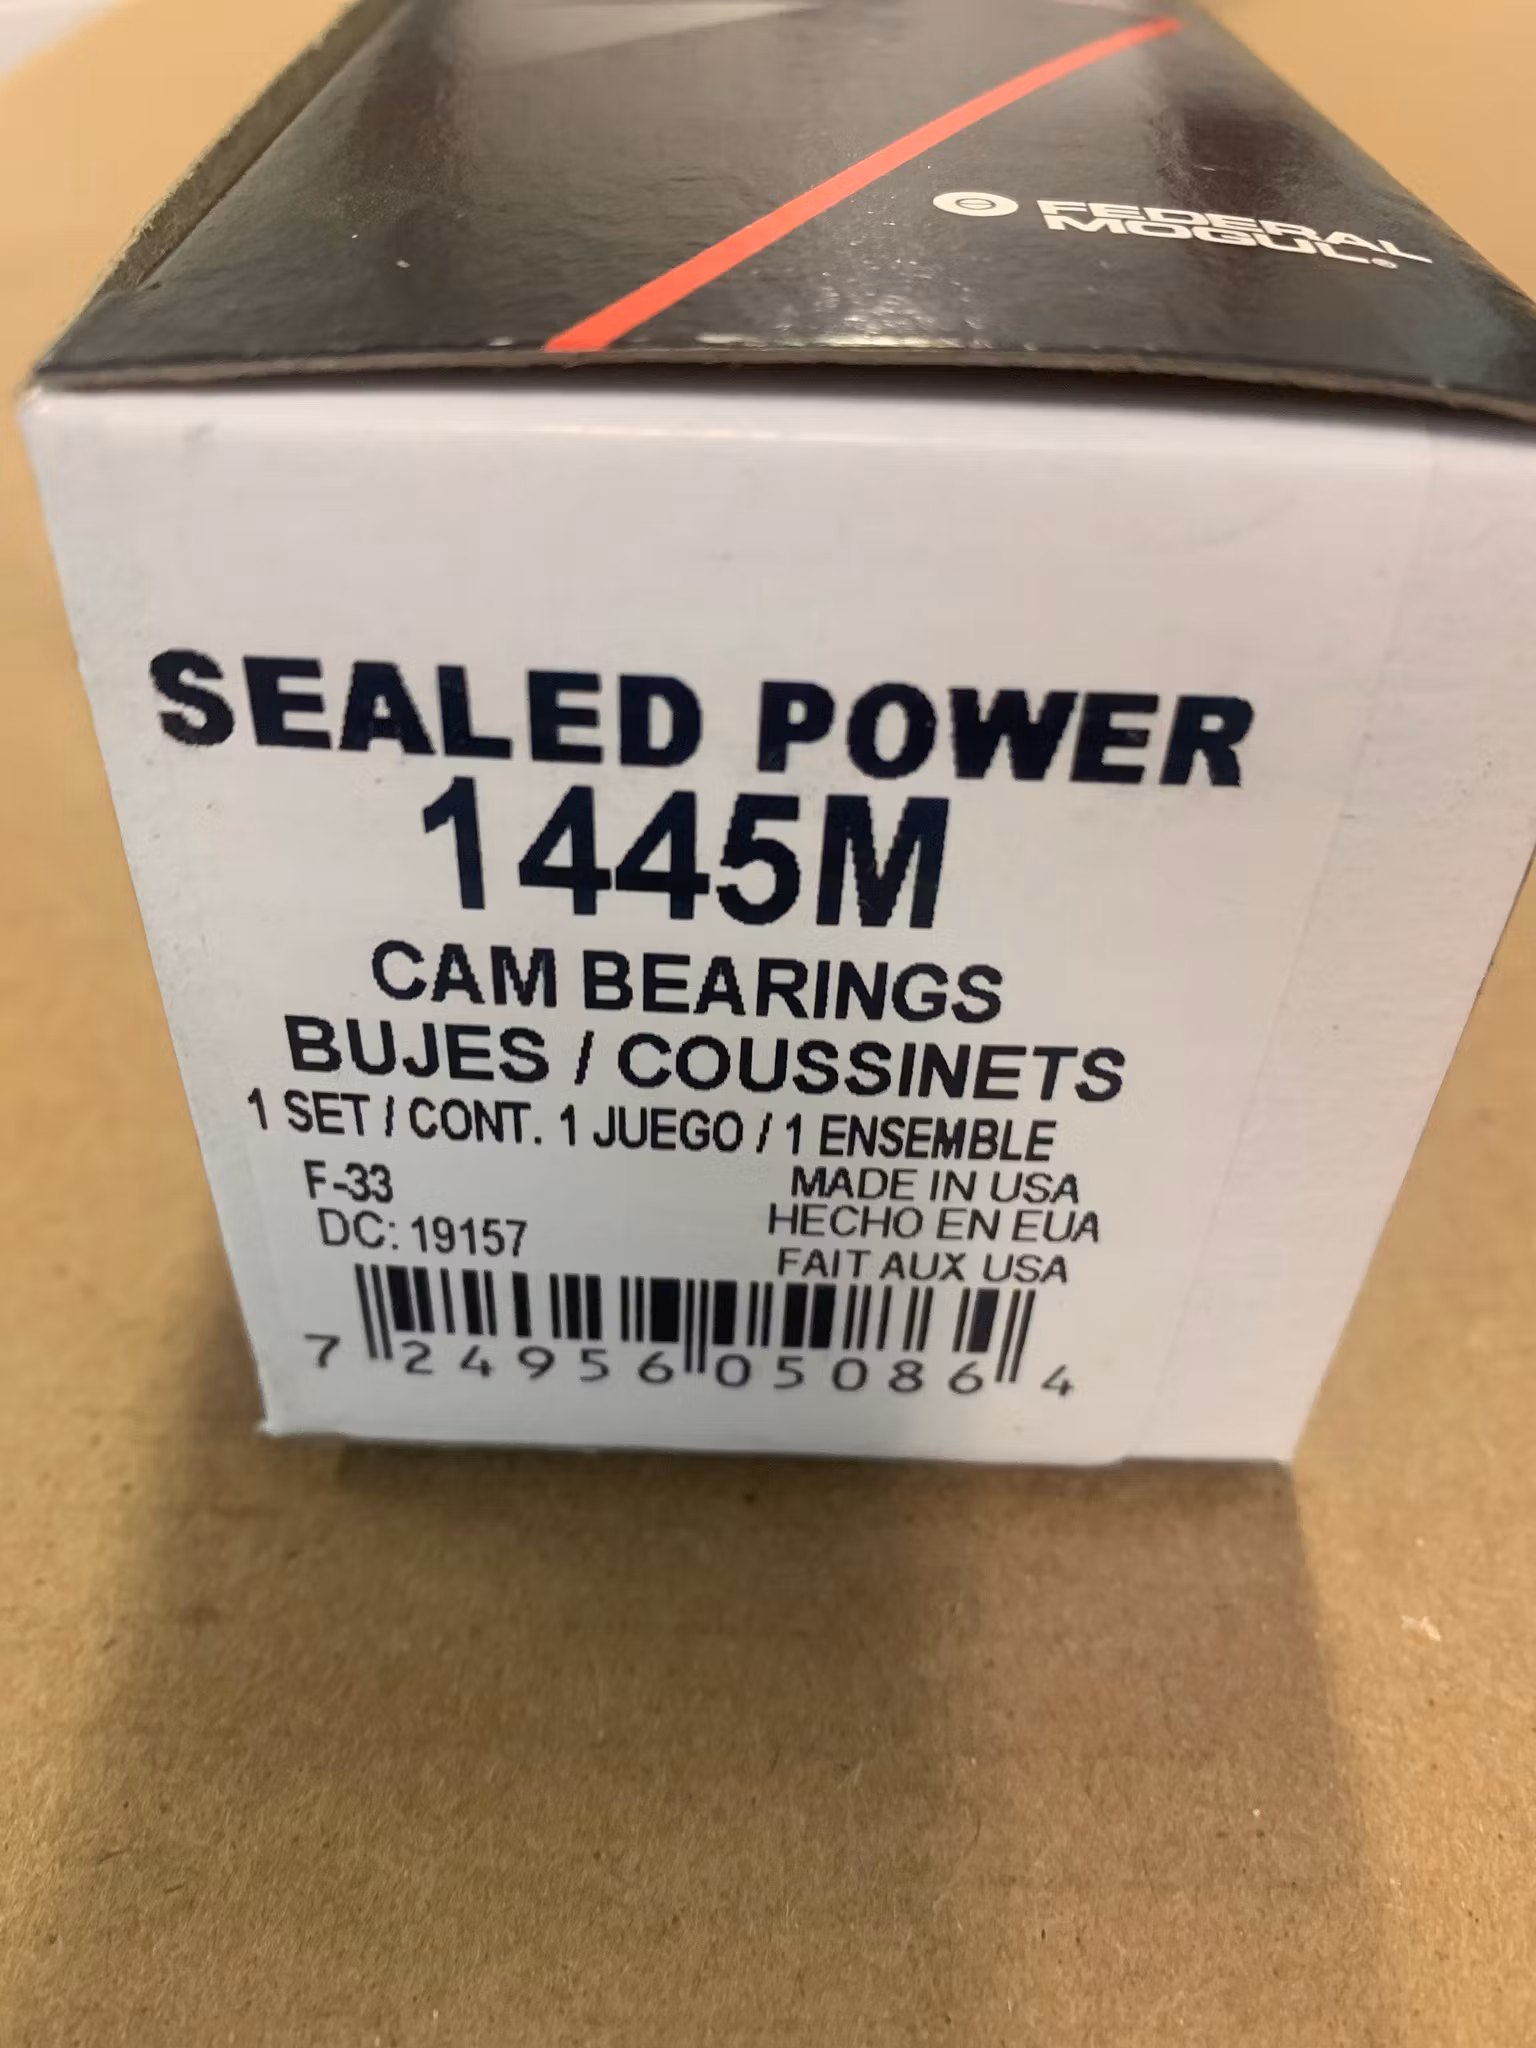 FEDERAL
MOGUL®
SEALED POWER
1445M
CAM BEARINGS
BUJES / COUSSINETS
1 SET / CONT. 1 JUEGO / 1 ENSEMBLE
F-33
MADE IN USA
DC: 19157
HECHO EN EUA
FAIT AUX USA
7 24956 05086 4